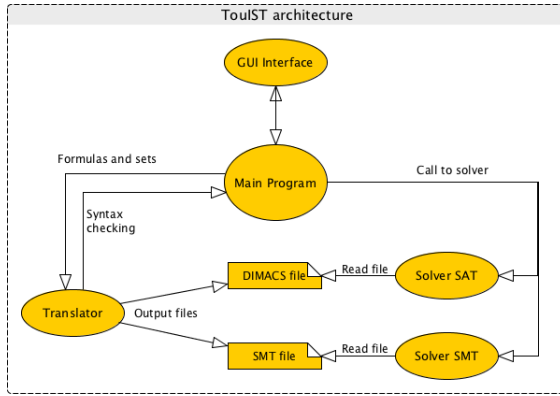 TouIST architecture
GUI Interface
Formulas and sets
Main Program
Call to solver
Syntax
checking
DIMACS file
Read file
Solver SAT
Translator
Output files
SMT file
Read file
Solver SMT